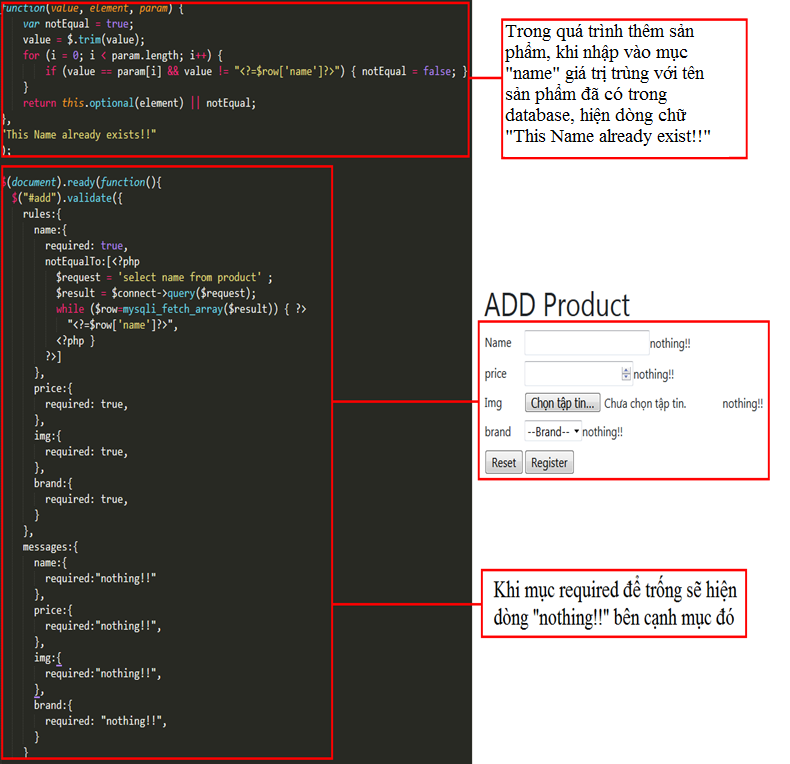 function(value, element, param) {
var notEqual = true;
value = $.trim(value);
for (i = 0; i < param.length; i++) {
if (value == param[i] && value != "<?=$row['name']?>") { notEqual = false; }
}
return this.optional(element) || notEqual;
},
"This Name already exists!!"
);
Trong quá trình thêm sản
phẩm, khi nhập vào mục
"name" giá trị trùng với tên
sản phẩm đã có trong
database, hiện dòng chữ
"This Name already exist!!"
$(document).ready(function(){
$("#add").validate({
rules:{
name:{
required: true,
notEqualTo:[<?php
$request = 'select name from product' ;
$result = $connect->query($request);
while ($row=mysqli_fetch_array($result)) { ?>
"<?=$row['name']?>",
<?php }
?>]
},
price:{
required: true,
},
img:{
required: true,
},
brand:{
required: true,
}
},
messages:{
name:{
required:"nothing!!"
},
price:{
required:"nothing!!",
},
img:{
required:"nothing!!",
},
brand:{
required: "nothing!!",
}
}
ADD Product
Name nothing!!
price nothing!!
Img Chọn tập tin... Chưa chọn tập tin. nothing!!
brand --Brand-- nothing!!
Reset Register
Khi mục required để trống sẽ hiện
dòng "nothing!!" bên cạnh mục đó